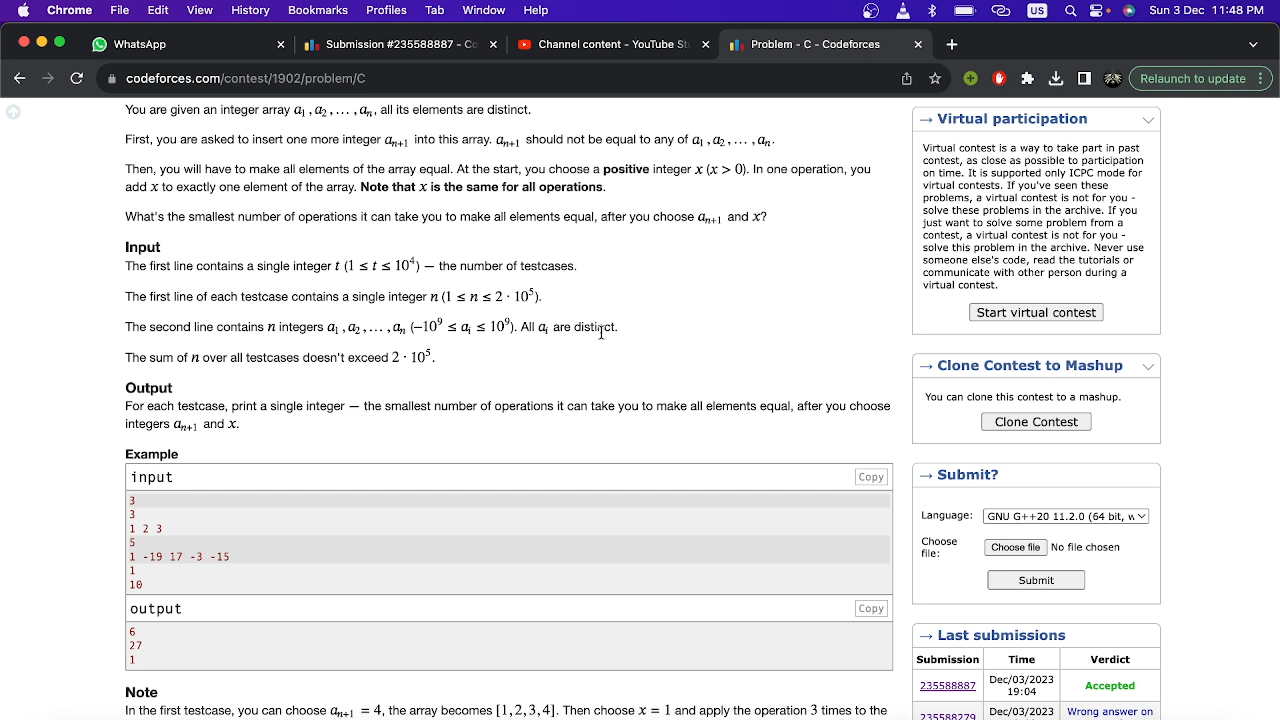 Chrome File Edit View History Bookmarks Profiles Tab Window Help US Sun 3 Dec 11:48 PM
WhatsApp Submission #235588887 - Co Channel content - YouTube St Problem - C - Codeforces
codeforces.com/contest/1902/problem/C Relaunch to update
You are given an integer array a1, a2, …, an, all its elements are distinct.
First, you are asked to insert one more integer an+1 into this array. an+1 should not be equal to any of a1, a2, …, an.
Then, you will have to make all elements of the array equal. At the start, you choose a positive integer x (x > 0). In one operation, you
add x to exactly one element of the array. Note that x is the same for all operations.
What's the smallest number of operations it can take you to make all elements equal, after you choose an+1 and x?
Input
The first line contains a single integer t (1 ≤ t ≤ 10^4) — the number of testcases.
The first line of each testcase contains a single integer n (1 ≤ n ≤ 2 · 10^5).
The second line contains n integers a1, a2, …, an (−10^9 ≤ ai ≤ 10^9). All ai are distinct.
The sum of n over all testcases doesn't exceed 2 · 10^5.
Output
For each testcase, print a single integer — the smallest number of operations it can take you to make all elements equal, after you choose
integers an+1 and x.
Example
input Copy
3
3
1 2 3
5
1 -19 17 -3 -15
1
10
output Copy
6
27
1
Note
In the first testcase, you can choose an+1 = 4, the array becomes [1, 2, 3, 4]. Then choose x = 1 and apply the operation 3 times to the
→ Virtual participation
Virtual contest is a way to take part in past
contest, as close as possible to participation
on time. It is supported only ICPC mode for
virtual contests. If you've seen these
problems, a virtual contest is not for you -
solve these problems in the archive. If you
just want to solve some problem from a
contest, a virtual contest is not for you -
solve this problem in the archive. Never use
someone else's code, read the tutorials or
communicate with other person during a
virtual contest.
Start virtual contest
→ Clone Contest to Mashup
You can clone this contest to a mashup.
Clone Contest
→ Submit?
Language: GNU G++20 11.2.0 (64 bit, w
Choose
file: Choose file No file chosen
Submit
→ Last submissions
Submission Time Verdict
235588887 Dec/03/2023
19:04 Accepted
235588279 Dec/03/2023 Wrong answer on